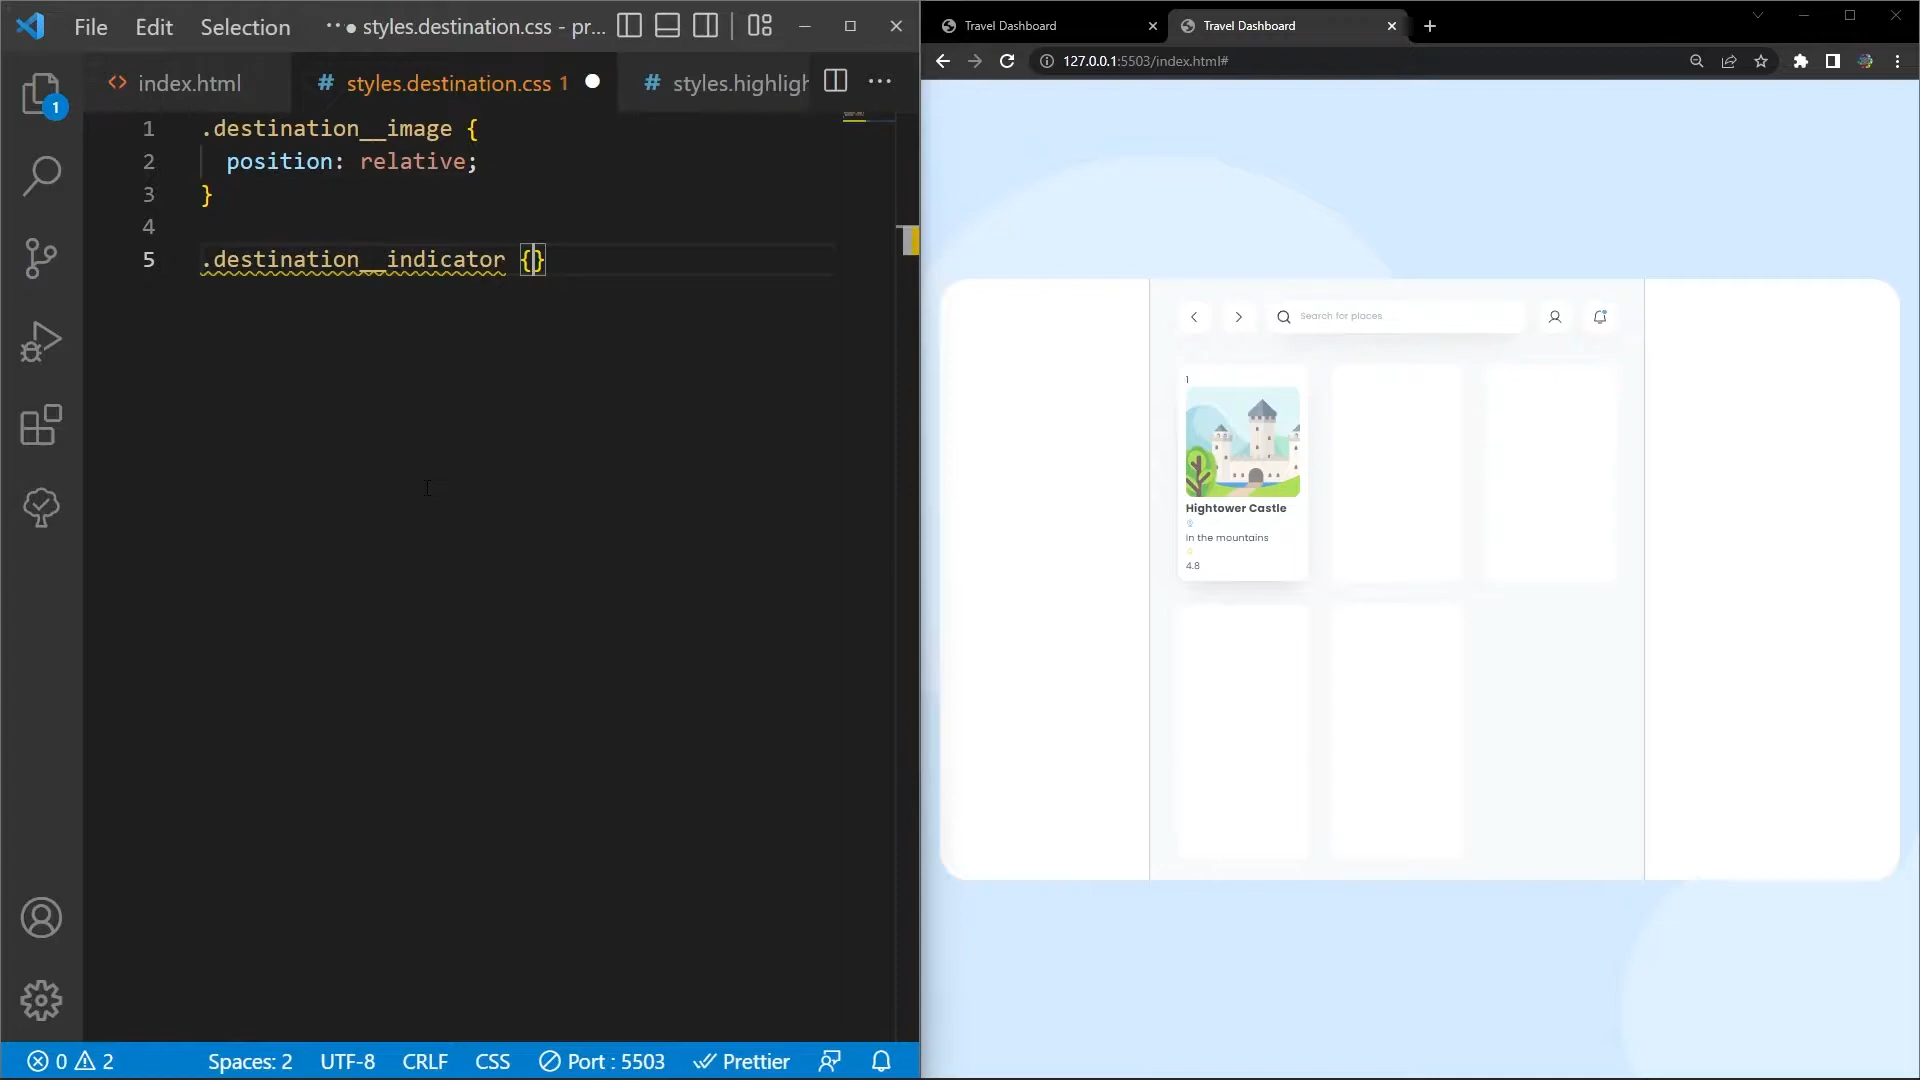 File Edit Selection ·· ● styles.destination.css - pr...
index.html
# styles.destination.css 1
# styles.highligh
1 .destination__image {
2 position: relative;
3 }
4
5 .destination__indicator {}
1
0 2 Spaces: 2 UTF-8 CRLF CSS Port : 5503 Prettier
Travel Dashboard
Travel Dashboard
127.0.0.1:5503/index.html#
Search for places
1
Hightower Castle
In the mountains
4.8